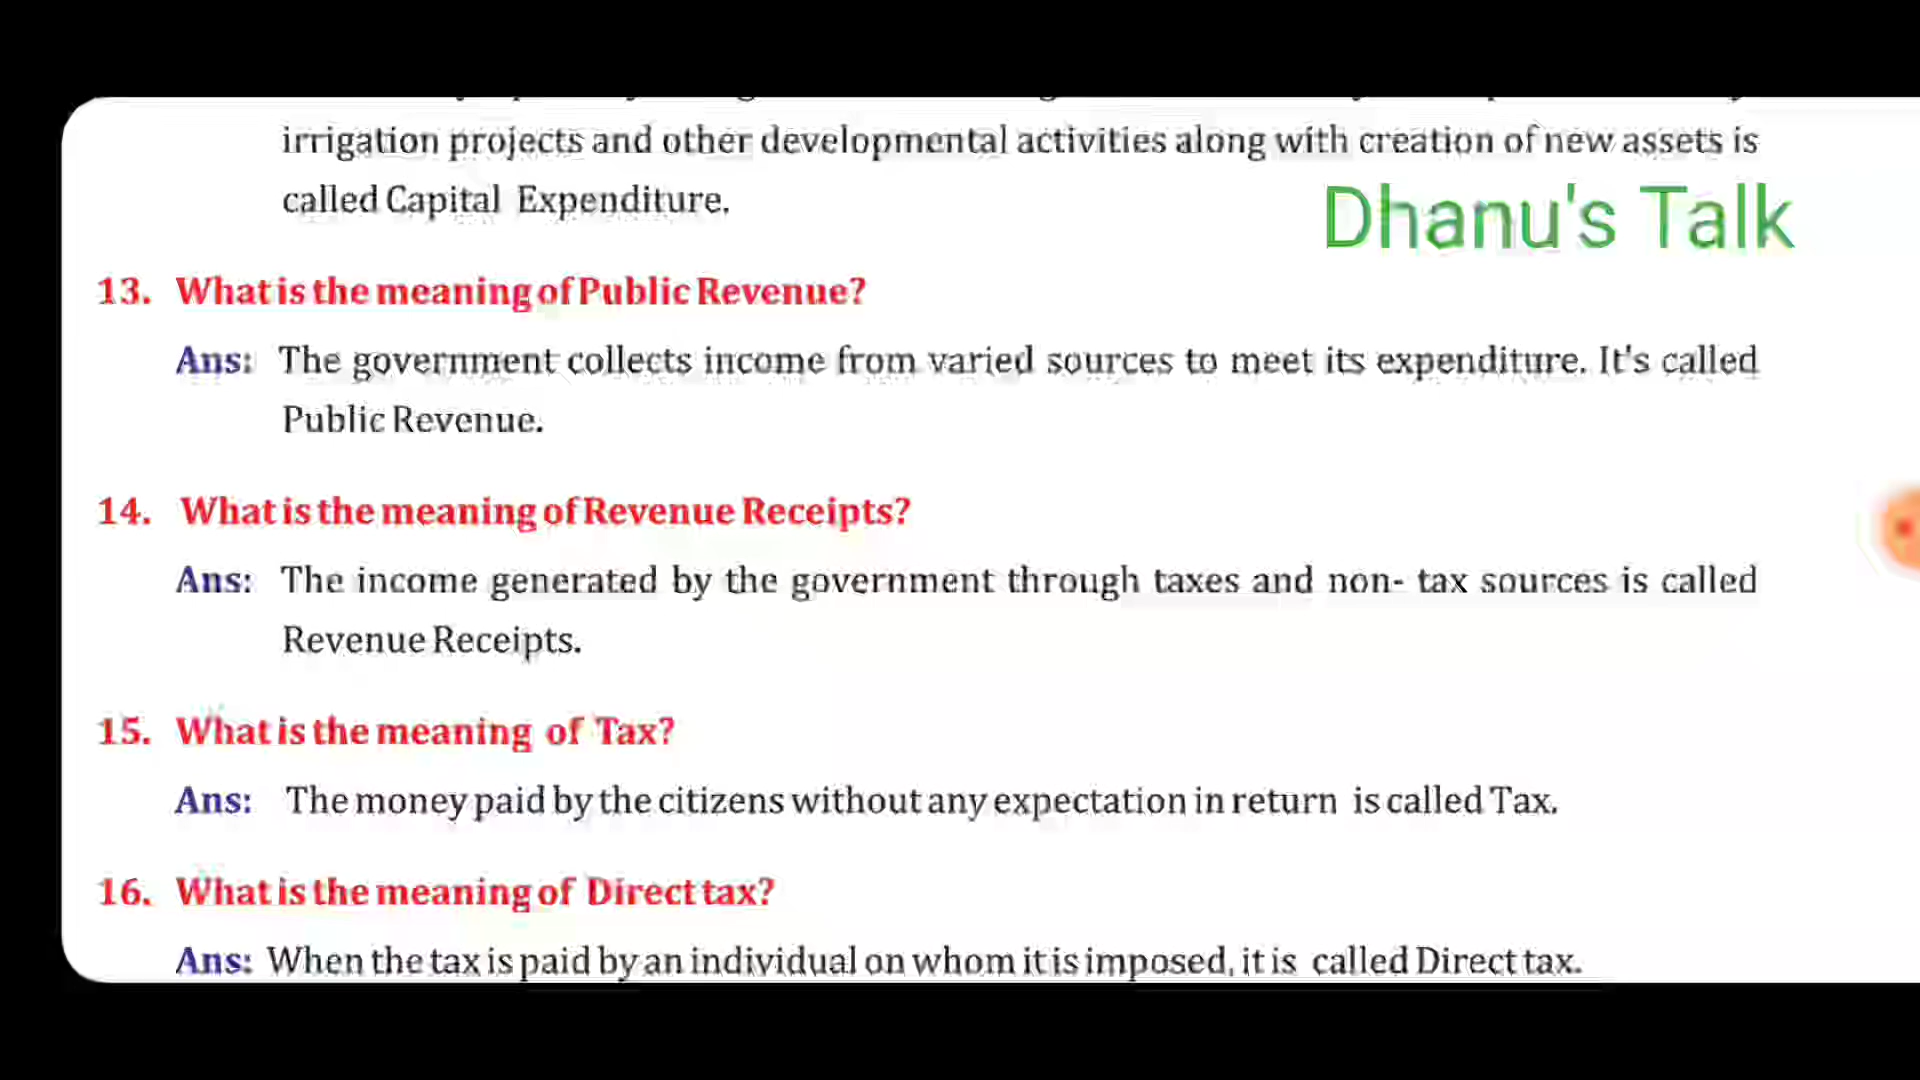 irrigation projects and other developmental activities along with creation of new assets is
called Capital Expenditure.
Dhanu's Talk
13. What is the meaning of Public Revenue?
Ans: The government collects income from varied sources to meet its expenditure. It's called
Public Revenue.
14. What is the meaning of Revenue Receipts?
Ans: The income generated by the government through taxes and non- tax sources is called
Revenue Receipts.
15. What is the meaning of Tax?
Ans: The money paid by the citizens without any expectation in return is called Tax.
16. What is the meaning of Direct tax?
Ans: When the tax is paid by an individual on whom it is imposed, it is called Direct tax.